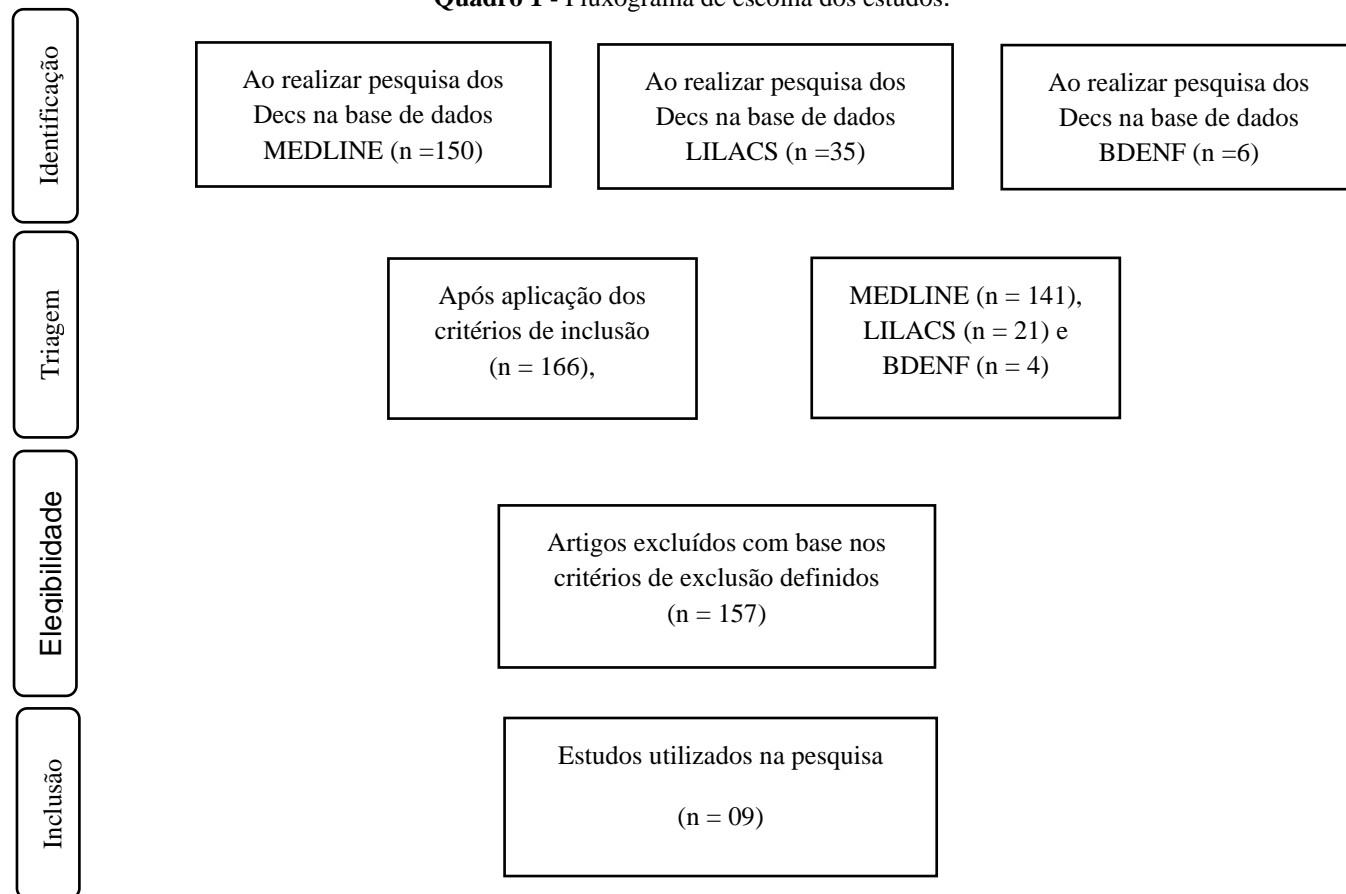 Quadro 1 - Fluxograma de escolha dos estudos.
Identificação
Ao realizar pesquisa dos
Decs na base de dados
MEDLINE (n =150)
Ao realizar pesquisa dos
Decs na base de dados
LILACS (n =35)
Ao realizar pesquisa dos
Decs na base de dados
BDENF (n =6)
Triagem
Após aplicação dos
critérios de inclusão
(n = 166),
MEDLINE (n = 141),
LILACS (n = 21) e
BDENF (n = 4)
Elegibilidade
Artigos excluídos com base nos
critérios de exclusão definidos
(n = 157)
Inclusão
Estudos utilizados na pesquisa
(n = 09)